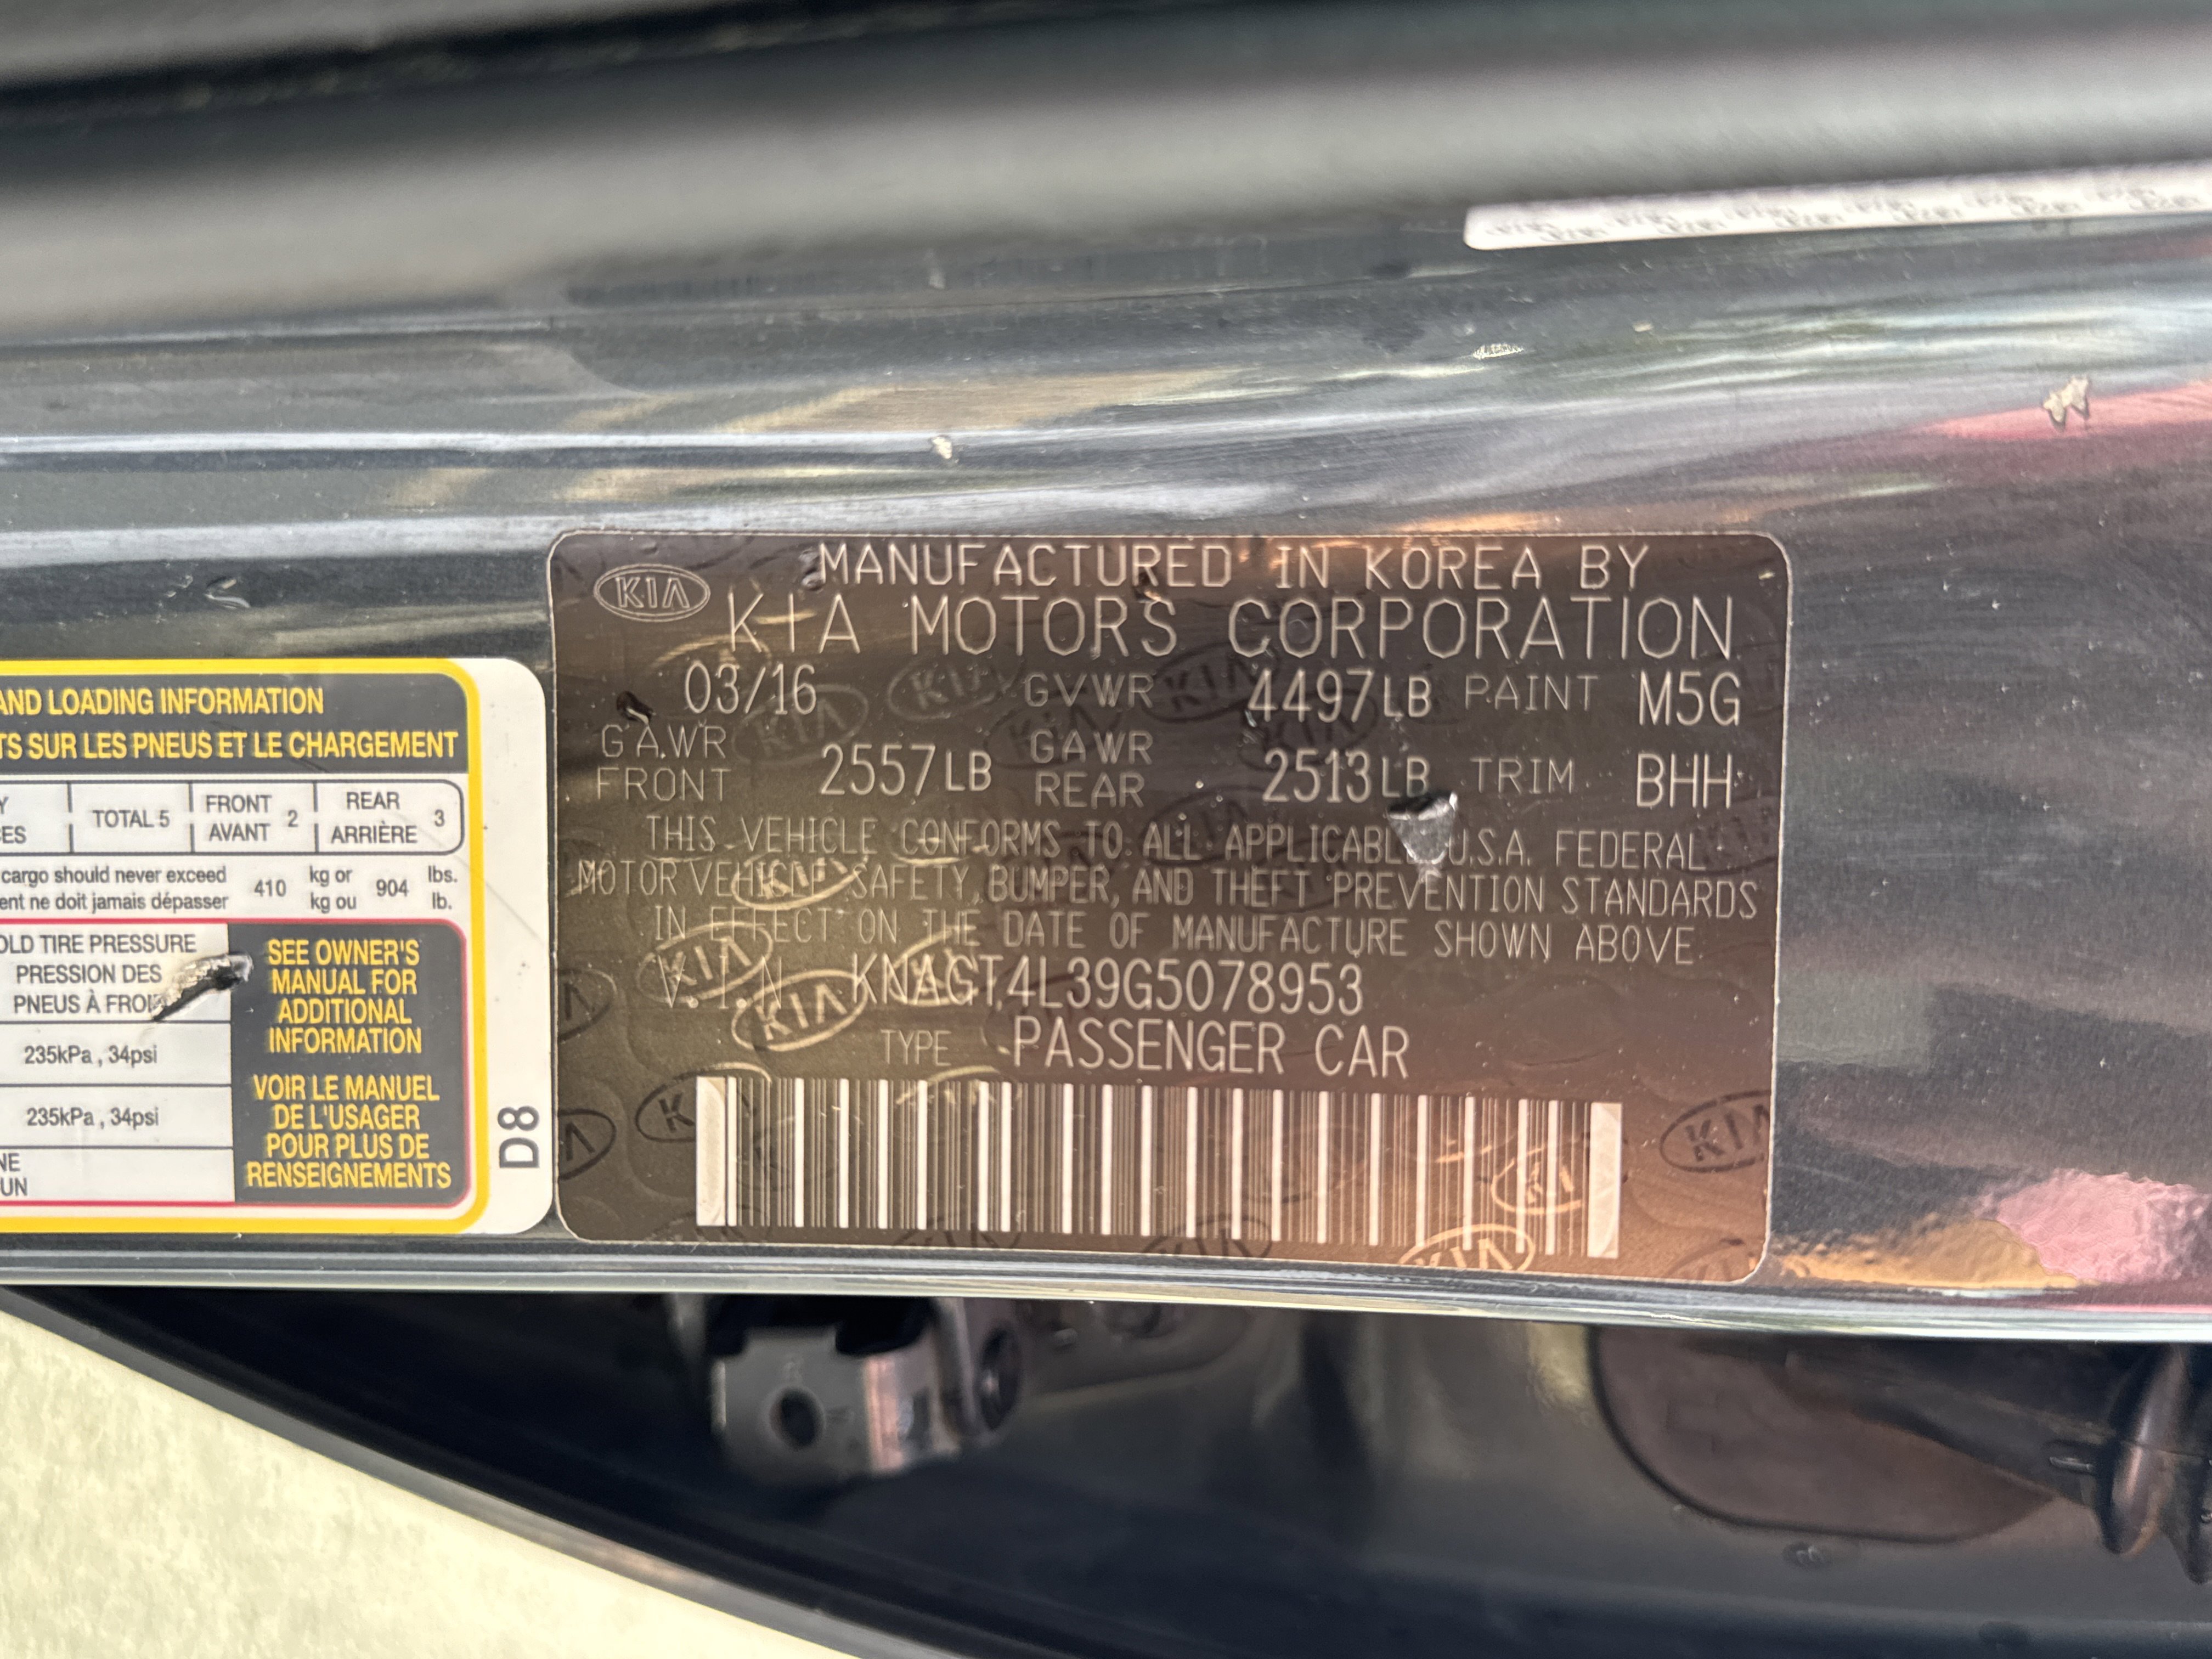 AND LOADING INFORMATION
TS SUR LES PNEUS ET LE CHARGEMENT
TOTAL 5
FRONT
AVANT
2
REAR
ARRIÈRE
3
cargo should never exceed
ent ne doit jamais dépasser
410
kg or
kg ou
904
lbs.
lb.
OLD TIRE PRESSURE
PRESSION DES
PNEUS À FROID
235kPa , 34psi
235kPa , 34psi
SEE OWNER'S
MANUAL FOR
ADDITIONAL
INFORMATION
VOIR LE MANUEL
DE L'USAGER
POUR PLUS DE
RENSEIGNEMENTS
D8
KIA
MANUFACTURED IN KOREA BY
KIA MOTORS CORPORATION
03/16 GVWR 4497LB PAINT M5G
GAWR
FRONT
2557LB
GAWR
REAR
2513LB TRIM BHH
THIS VEHICLE CONFORMS TO ALL APPLICABLE U.S.A. FEDERAL
MOTOR VEHICLE SAFETY, BUMPER, AND THEFT PREVENTION STANDARDS
IN EFFECT ON THE DATE OF MANUFACTURE SHOWN ABOVE
V.I.N KNAGT4L39G5078953
TYPE PASSENGER CAR